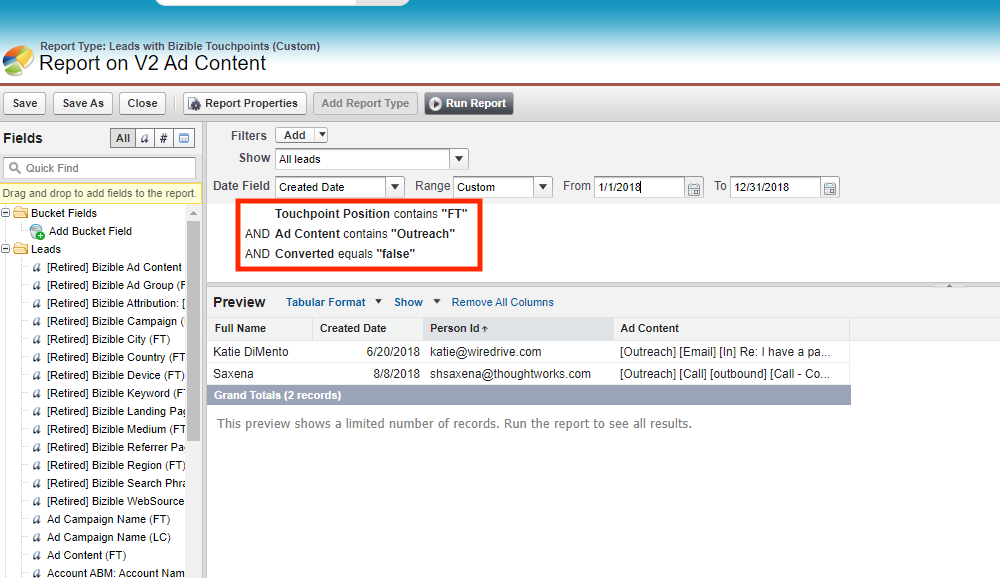 Report Type: Leads with Bizible Touchpoints (Custom)
Report on V2 Ad Content
Save Save As Close Report Properties Add Report Type Run Report
Fields All a #
Quick Find
Drag and drop to add fields to the report.
Bucket Fields
Add Bucket Field
Leads
a [Retired] Bizible Ad Content
a [Retired] Bizible Ad Group (F
a [Retired] Bizible Attribution: [
a [Retired] Bizible Campaign (
a [Retired] Bizible City (FT)
a [Retired] Bizible Country (FT
a [Retired] Bizible Device (FT)
a [Retired] Bizible Keyword (F
a [Retired] Bizible Landing Pag
a [Retired] Bizible Medium (FT
a [Retired] Bizible Referrer Pa
a [Retired] Bizible Region (FT)
a [Retired] Bizible Search Phra
a [Retired] Bizible WebSource
a Ad Campaign Name (FT)
a Ad Campaign Name (LC)
a Ad Content (FT)
a Account ABM: Account Nam
Filters Add
Show All leads
Date Field Created Date Range Custom From 1/1/2018 To 12/31/2018
Touchpoint Position contains "FT"
AND Ad Content contains "Outreach"
AND Converted equals "false"
Preview Tabular Format Show Remove All Columns
Full Name Created Date Person Id↑ Ad Content
Katie DiMento 6/20/2018 katie@wiredrive.com [Outreach] [Email] [In] Re: I have a pa...
Saxena 8/8/2018 shsaxena@thoughtworks.com [Outreach] [Call] [outbound] [Call - Co...
Grand Totals (2 records)
This preview shows a limited number of records. Run the report to see all results.